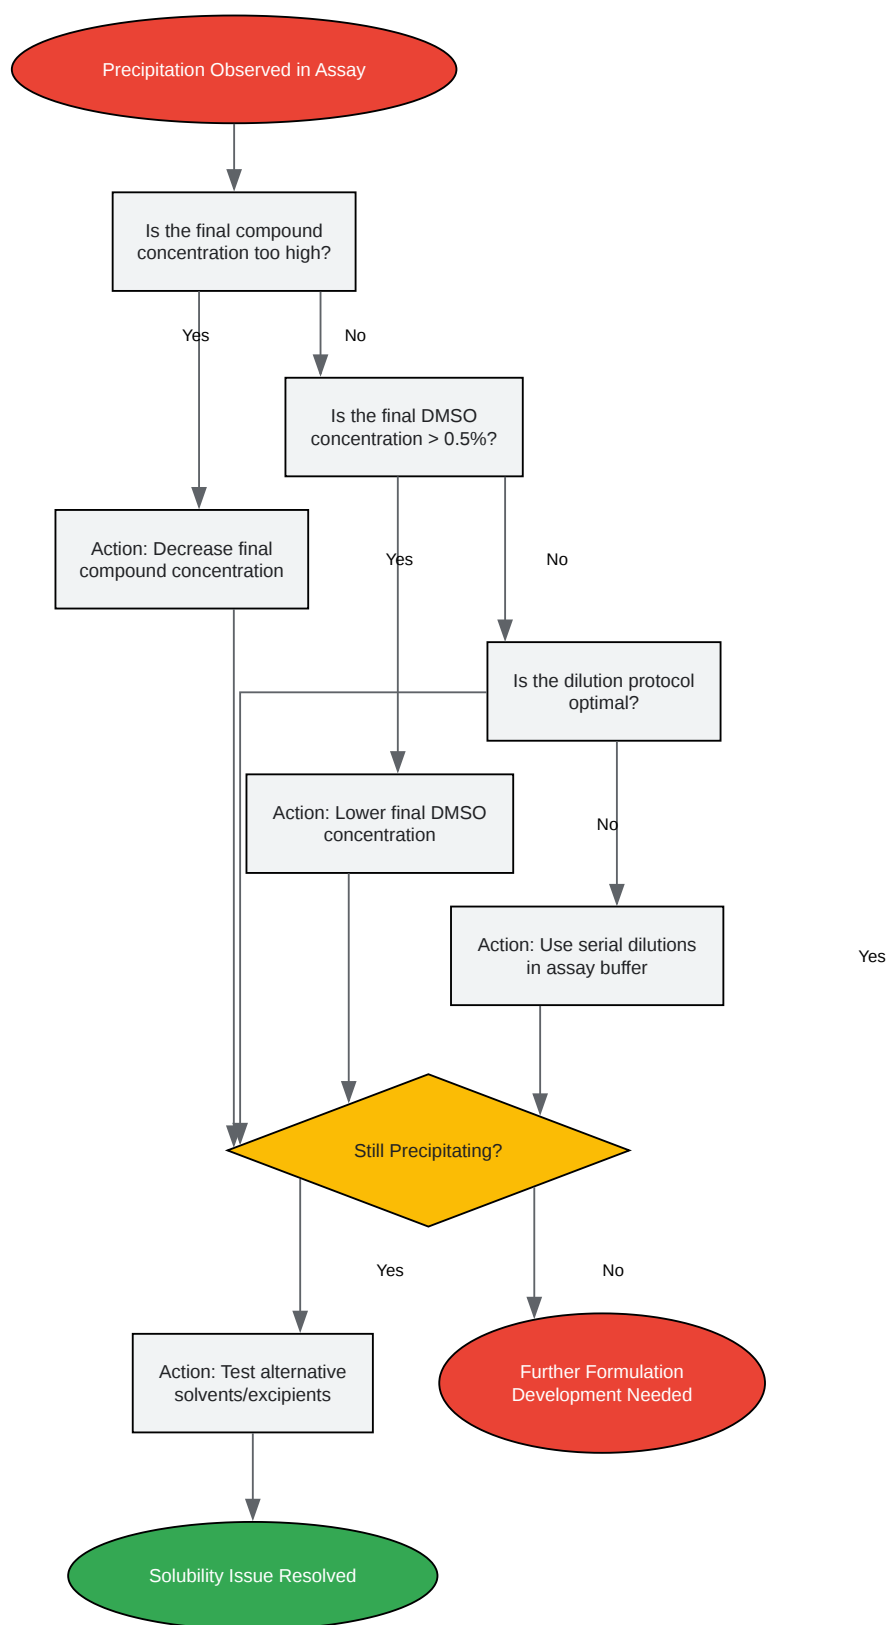 Precipitation Observed in Assay
Is the final compound
concentration too high?
Yes
No
Is the final DMSO
concentration > 0.5%?
Action: Decrease final
compound concentration
Yes
No
Is the dilution protocol
optimal?
Action: Lower final DMSO
concentration
No
Action: Use serial dilutions
in assay buffer
Yes
Still Precipitating?
Yes
No
Action: Test alternative
solvents/excipients
Further Formulation
Development Needed
Solubility Issue Resolved